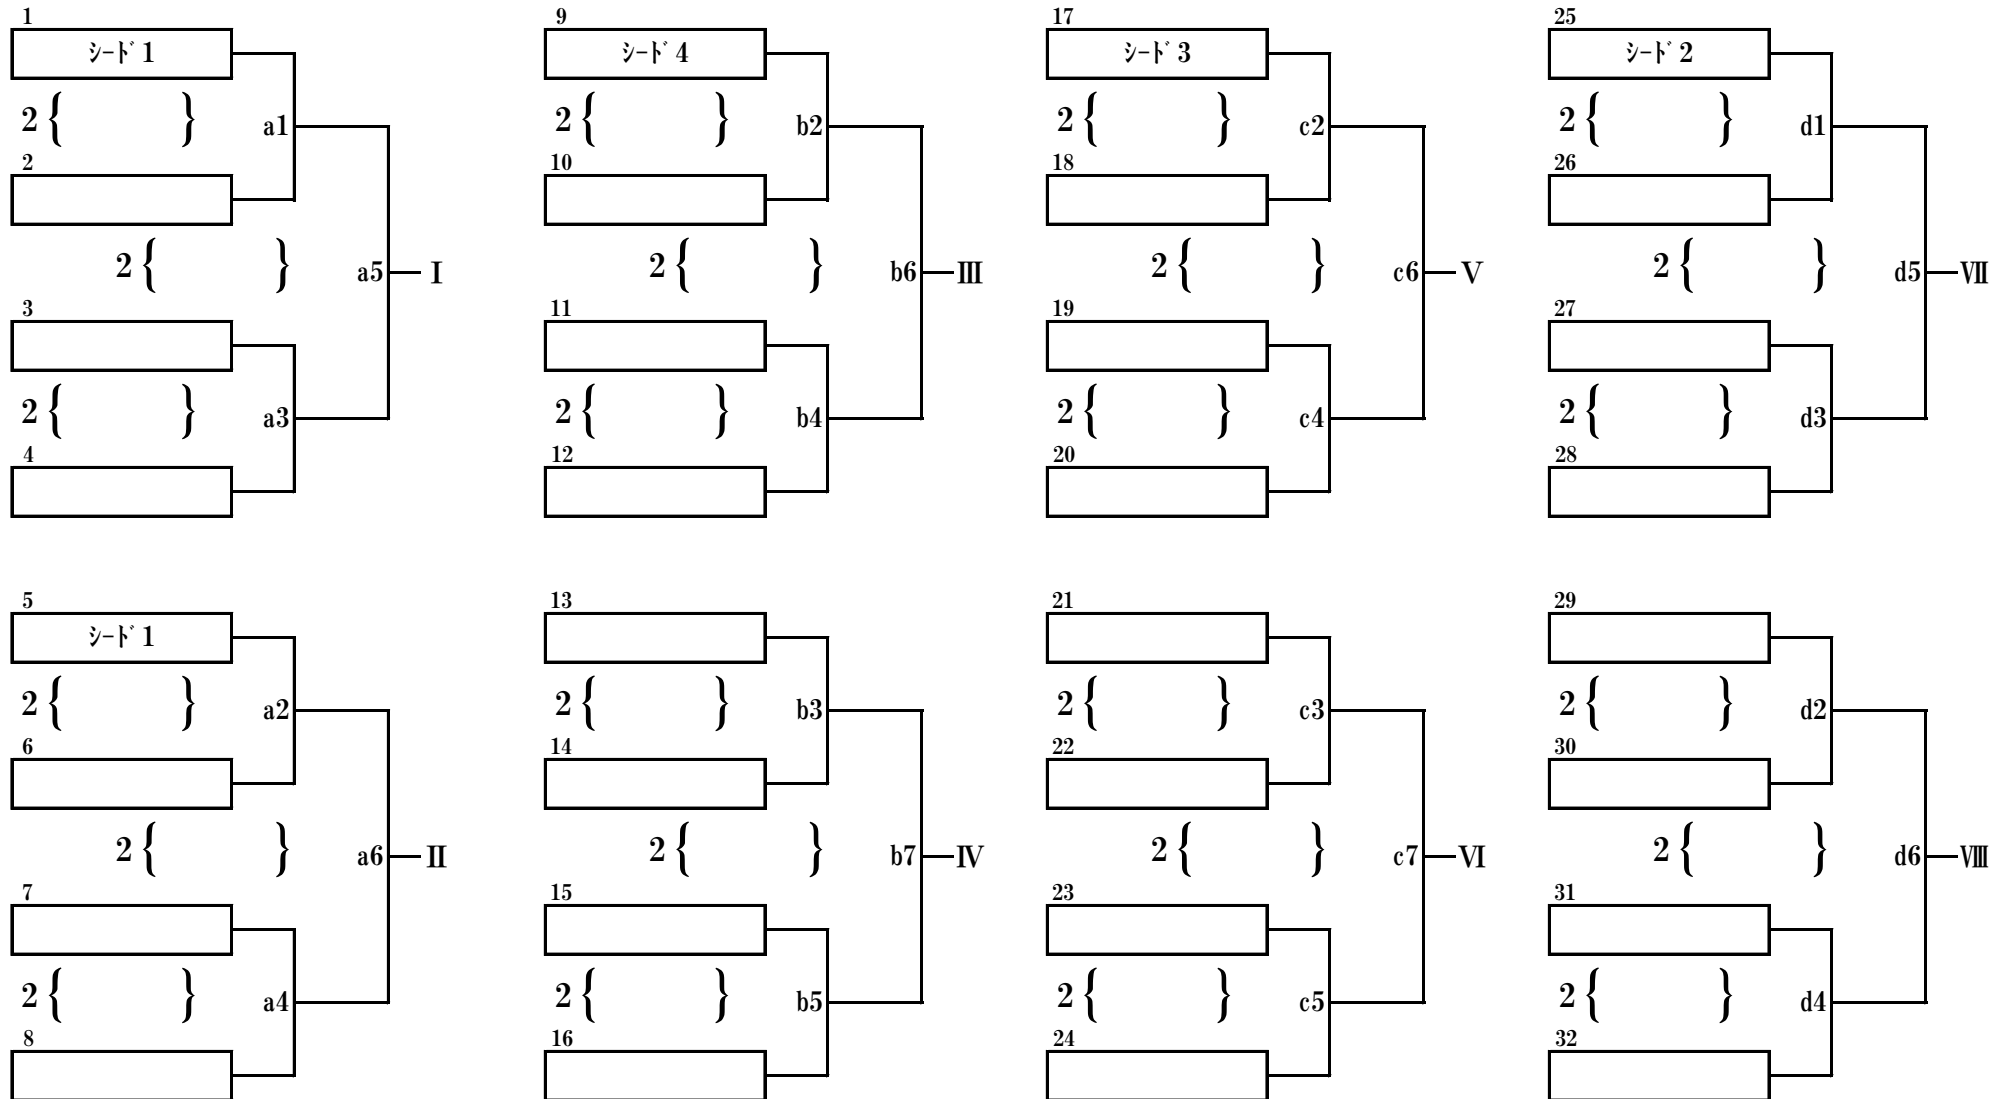 1 9 17 25
ｼｰﾄﾞ 1 ｼｰﾄﾞ 4 ｼｰﾄﾞ 3 ｼｰﾄﾞ 2
2 { } a1 2 { } b2 2 { } c2 2 { } d1
2 10 18 26
2 { } a5 Ⅰ 2 { } b6 Ⅲ 2 { } c6 Ⅴ 2 { } d5 Ⅶ
3 11 19 27
2 { } a3 2 { } b4 2 { } c4 2 { } d3
4 12 20 28
5 13 21 29
ｼｰﾄﾞ 1
2 { } a2 2 { } b3 2 { } c3 2 { } d2
6 14 22 30
2 { } a6 Ⅱ 2 { } b7 Ⅳ 2 { } c7 Ⅵ 2 { } d6 Ⅷ
7 15 23 31
2 { } a4 2 { } b5 2 { } c5 2 { } d4
8 16 24 32